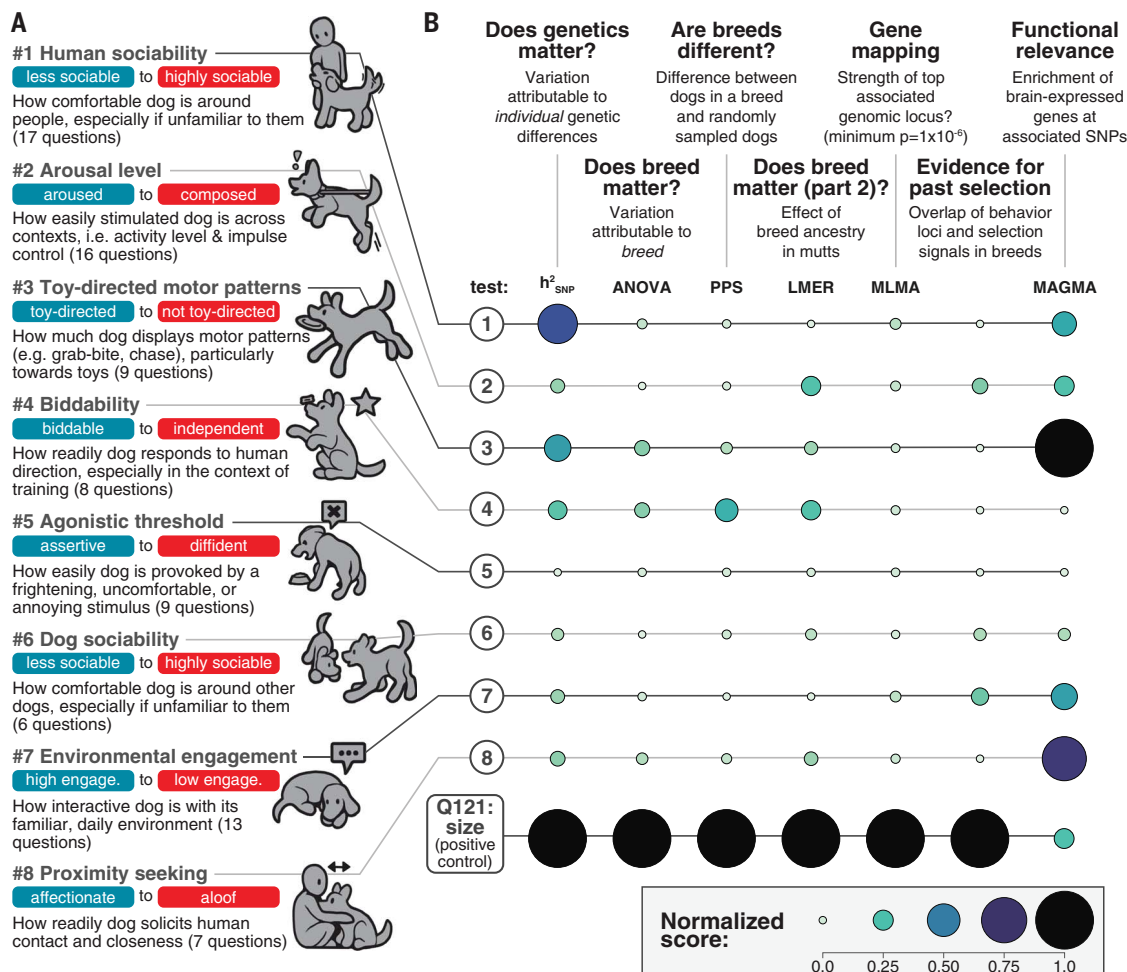 A
#1 Human sociability
less sociable to highly sociable
How comfortable dog is around
people, especially if unfamiliar to them
(17 questions)
#2 Arousal level
aroused to composed
How easily stimulated dog is across
contexts, i.e. activity level & impulse
control (16 questions)
#3 Toy-directed motor patterns
toy-directed to not toy-directed
How much dog displays motor patterns
(e.g. grab-bite, chase), particularly
towards toys (9 questions)
#4 Biddability
biddable to independent
How readily dog responds to human
direction, especially in the context of
training (8 questions)
#5 Agonistic threshold
assertive to diffident
How easily dog is provoked by a
frightening, uncomfortable, or
annoying stimulus (9 questions)
#6 Dog sociability
less sociable to highly sociable
How comfortable dog is around other
dogs, especially if unfamiliar to them
(6 questions)
#7 Environmental engagement
high engage. to low engage.
How interactive dog is with its
familiar, daily environment (13
questions)
#8 Proximity seeking
affectionate to aloof
How readily dog solicits human
contact and closeness (7 questions)
B
Does genetics
matter?
Variation
attributable to
individual genetic
differences
Are breeds
different?
Difference between
dogs in a breed
and randomly
sampled dogs
Gene
mapping
Strength of top
associated
genomic locus?
(minimum p=1x10⁻⁶)
Functional
relevance
Enrichment of
brain-expressed
genes at
associated SNPs
Does breed
matter?
Variation
attributable to
breed
Does breed
matter (part 2)?
Effect of
breed ancestry
in mutts
Evidence for
past selection
Overlap of behavior
loci and selection
signals in breeds
test: h²SNP ANOVA PPS LMER MLMA MAGMA
1
2
3
4
5
6
7
8
Q121:
size
(positive
control)
Normalized
score:
0.0 0.25 0.50 0.75 1.0